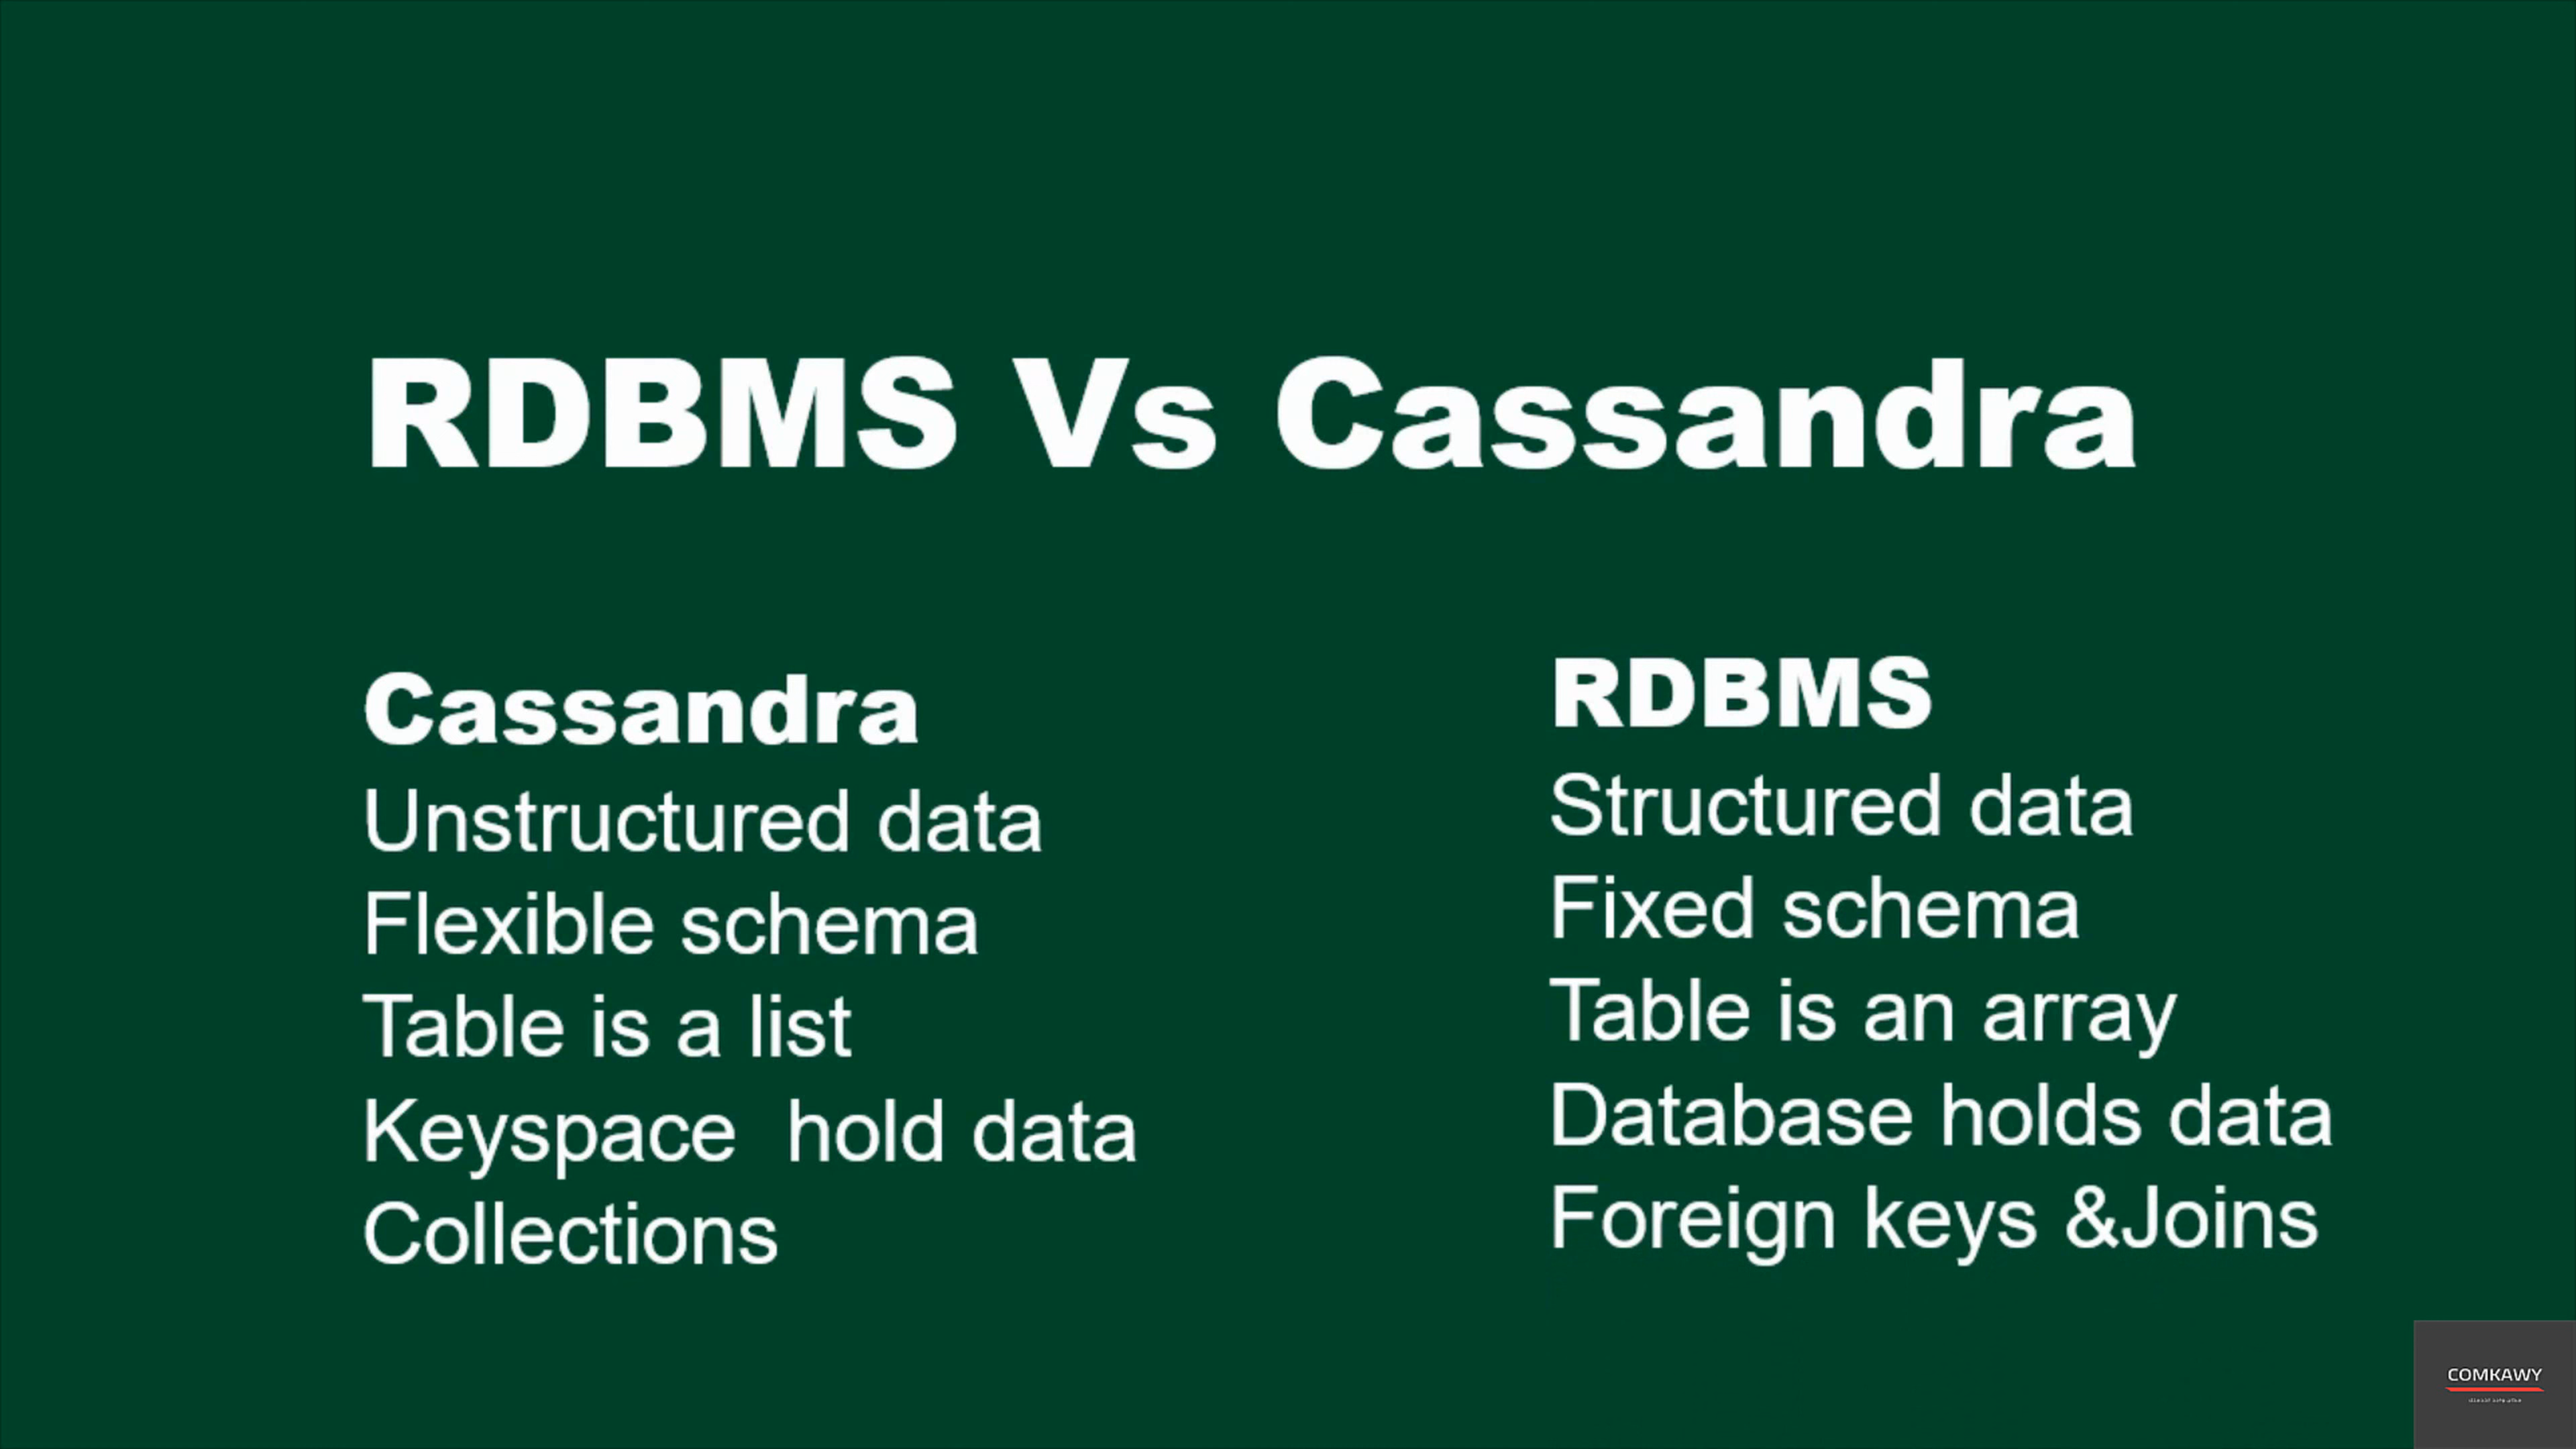 RDBMS Vs Cassandra
Cassandra
Unstructured data
Flexible schema
Table is a list
Keyspace  hold data
Collections
RDBMS
Structured data
Fixed schema
Table is an array
Database holds data
Foreign keys &Joins
COMKAWY